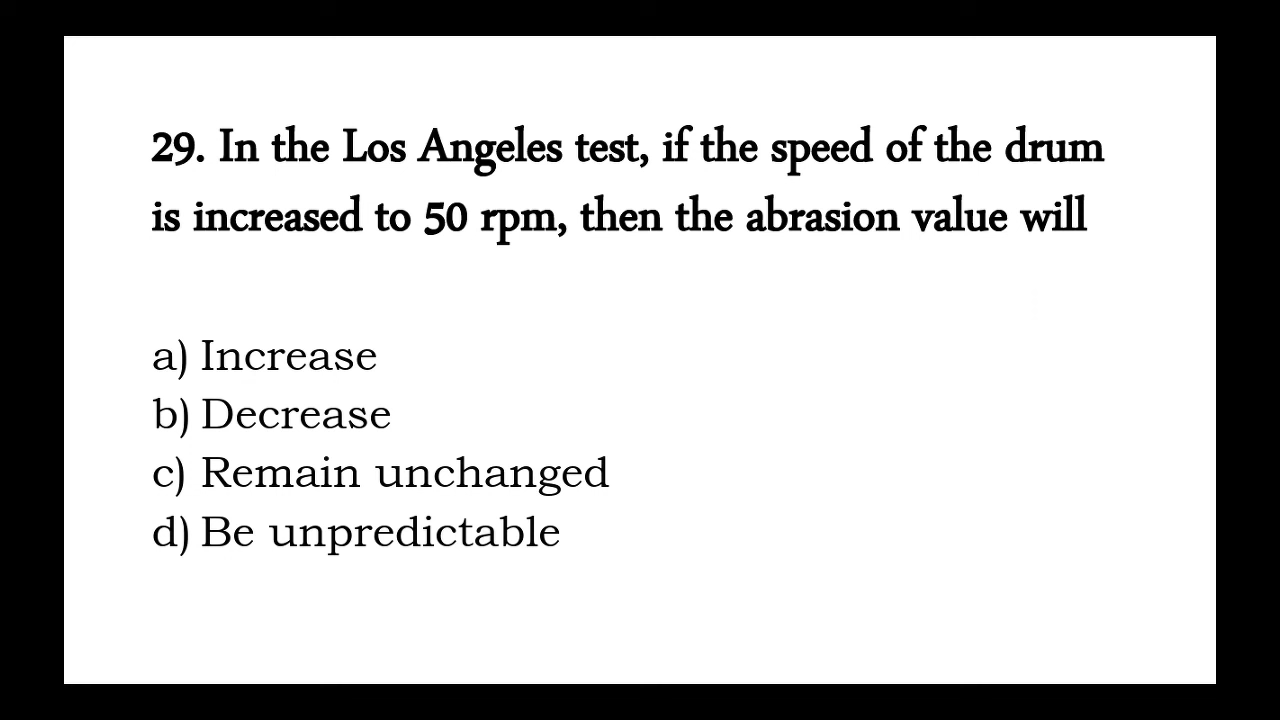 29. In the Los Angeles test, if the speed of the drum
is increased to 50 rpm, then the abrasion value will
a) Increase
b) Decrease
c) Remain unchanged
d) Be unpredictable